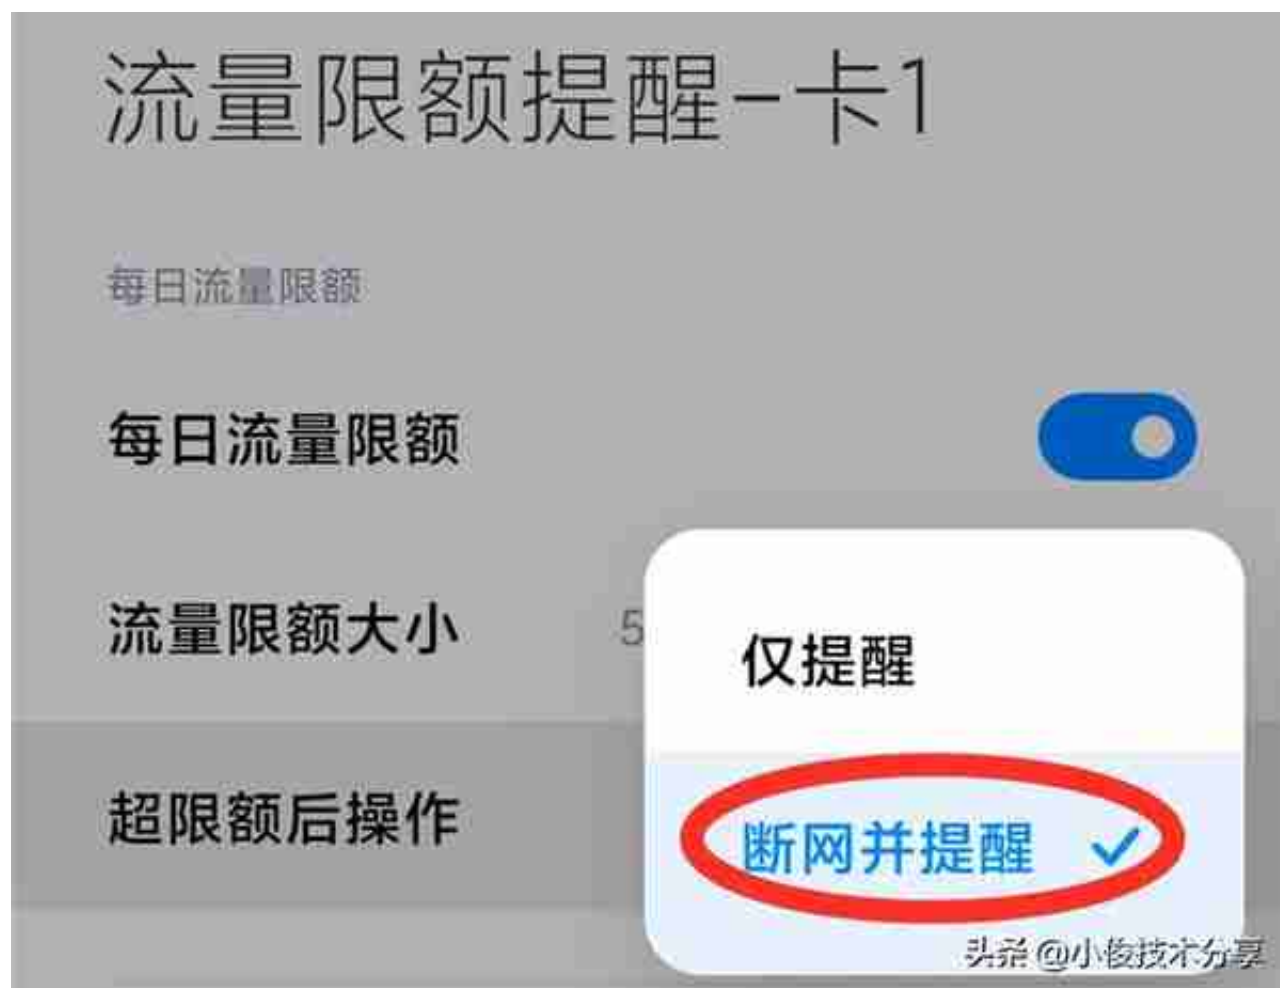 流量限额提醒-卡1
每日流量限额
每日流量限额
流量限额大小 5
仅提醒
超限额后操作
断网并提醒
头条 @小俊技术分享